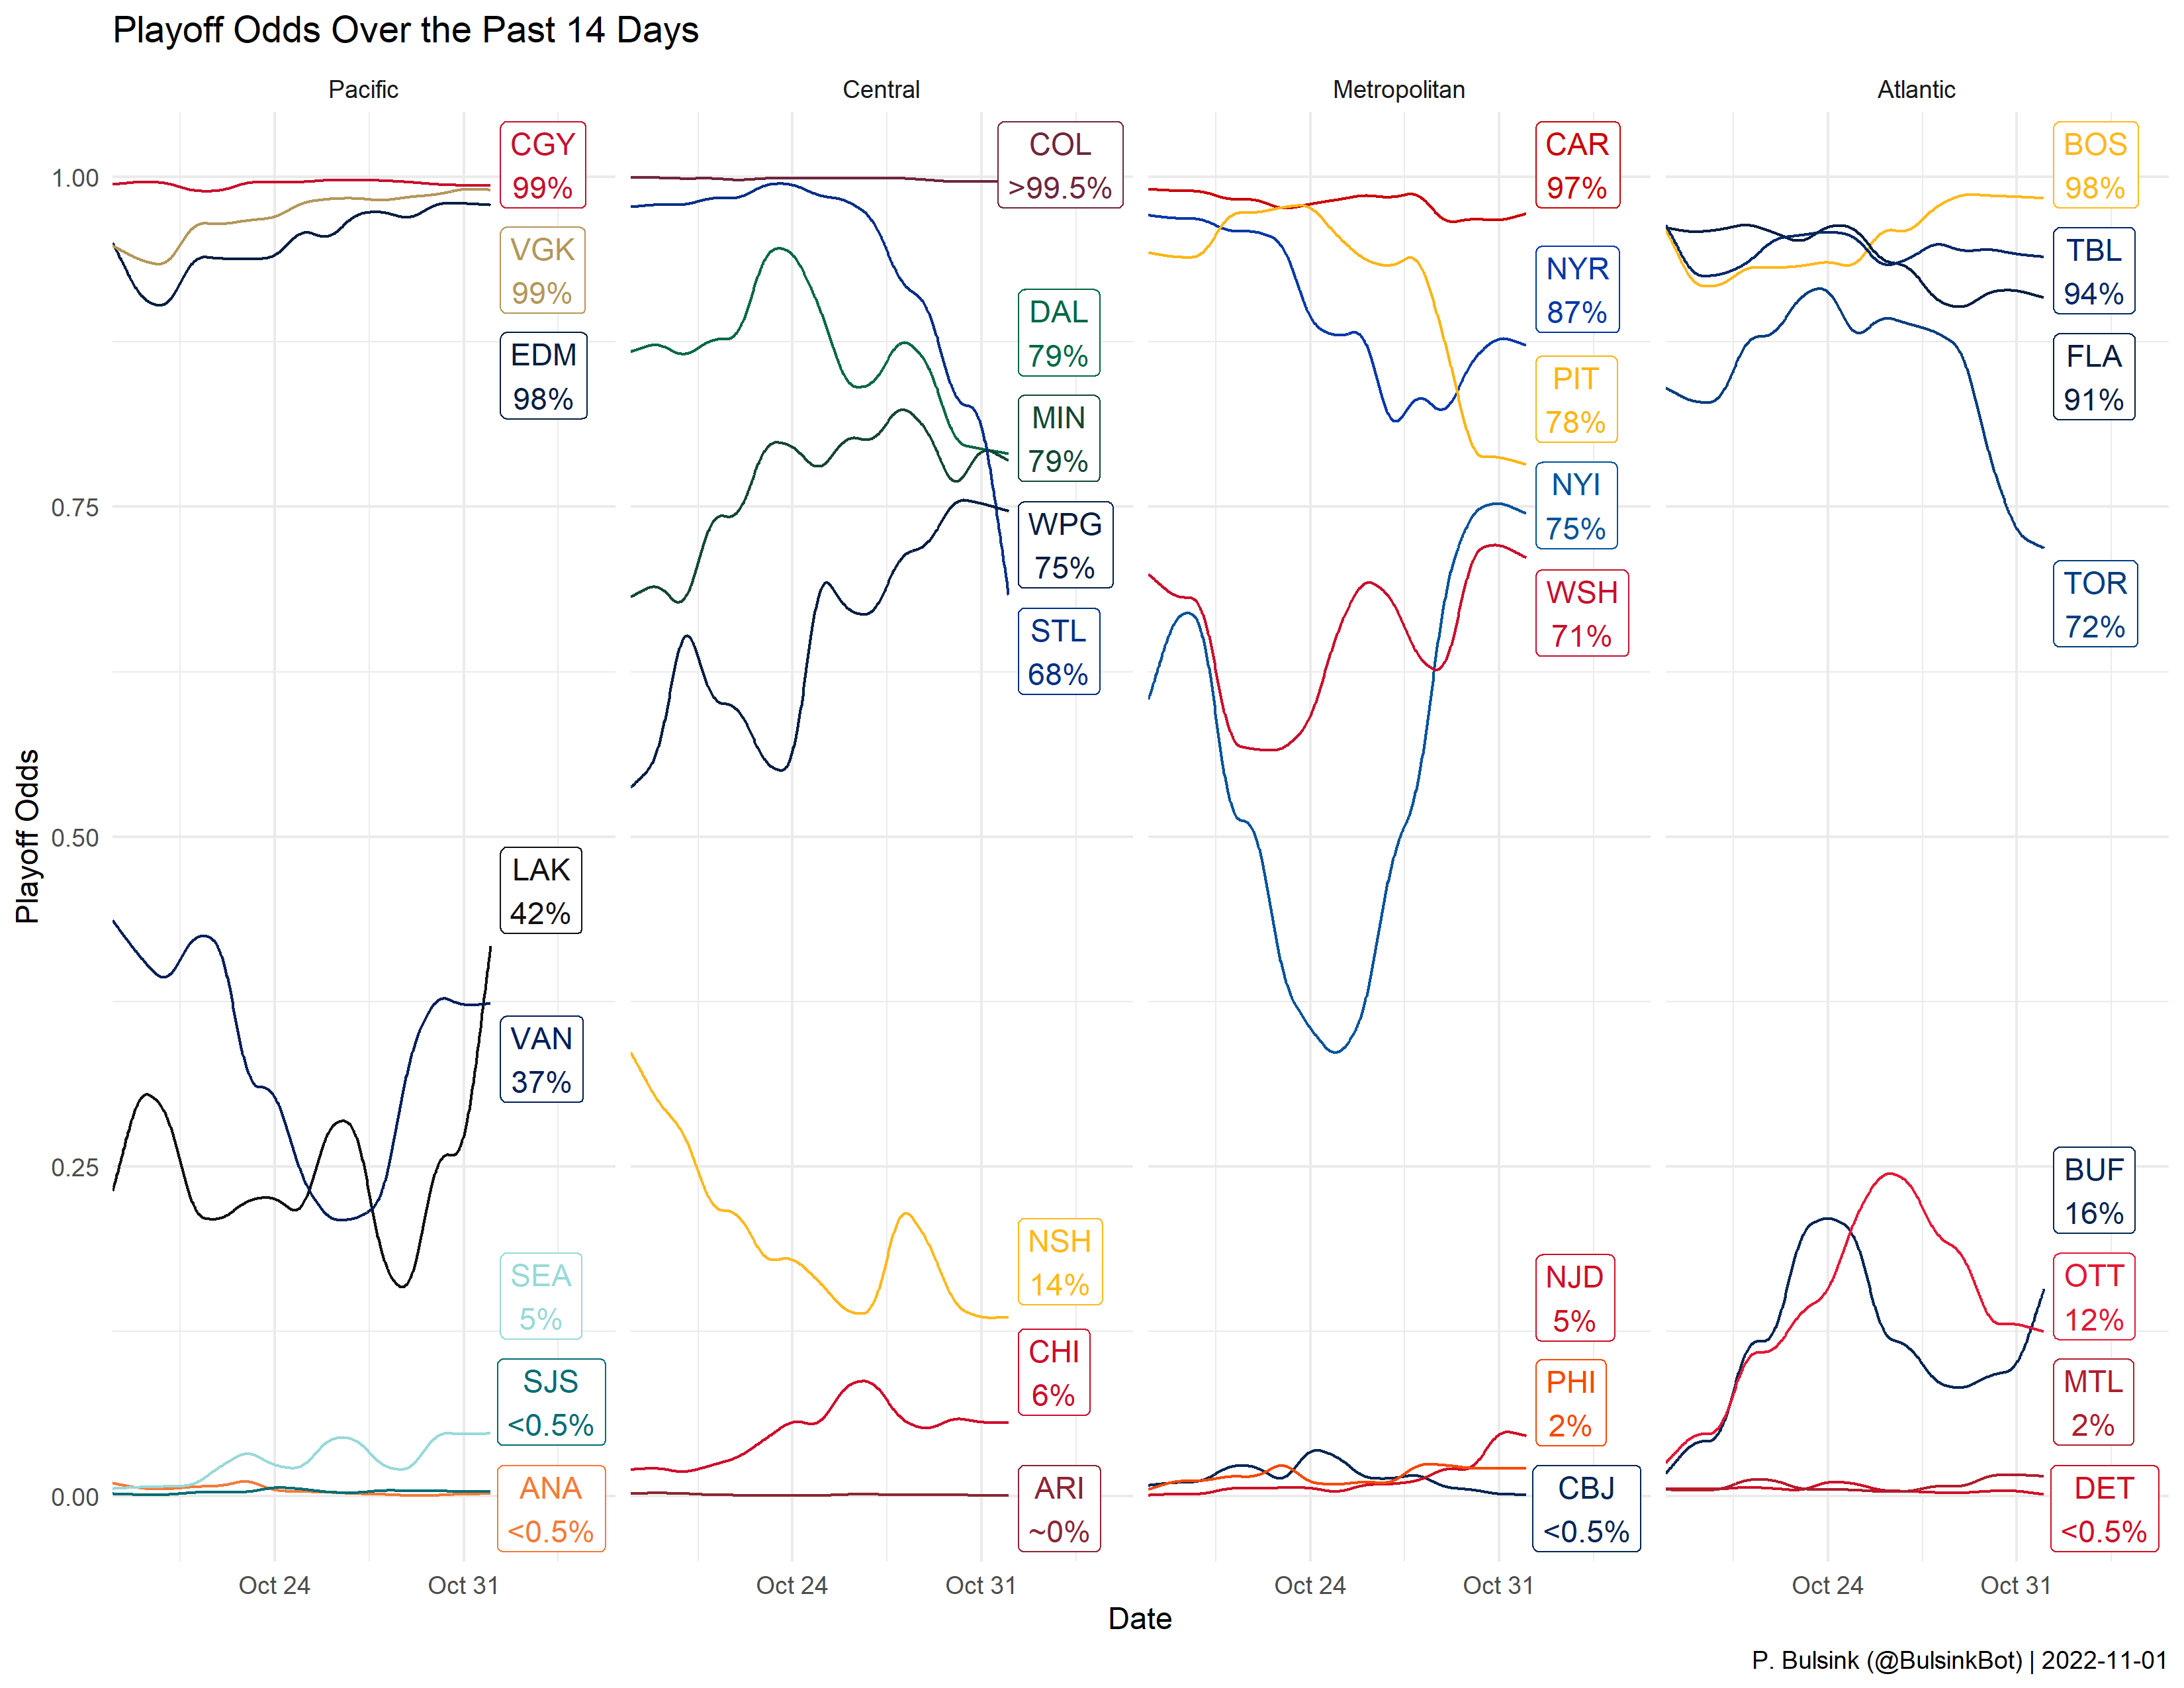 Playoff Odds Over the Past 14 Days
Pacific
Central
Metropolitan
Atlantic
Playoff Odds
1.00
0.75
0.50
0.25
0.00
CGY
99%
VGK
99%
EDM
98%
LAK
42%
VAN
37%
SEA
5%
SJS
<0.5%
ANA
<0.5%
COL
>99.5%
DAL
79%
MIN
79%
WPG
75%
STL
68%
NSH
14%
CHI
6%
ARI
~0%
CAR
97%
NYR
87%
PIT
78%
NYI
75%
WSH
71%
NJD
5%
PHI
2%
CBJ
<0.5%
BOS
98%
TBL
94%
FLA
91%
TOR
72%
BUF
16%
OTT
12%
MTL
2%
DET
<0.5%
Oct 24
Oct 31
Oct 24
Oct 31
Oct 24
Oct 31
Oct 24
Oct 31
Date
P. Bulsink (@BulsinkBot) | 2022-11-01